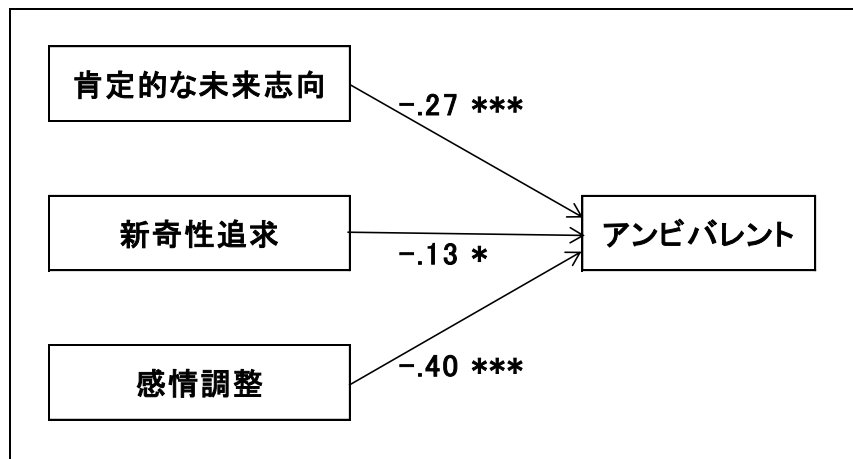 肯定的な未来志向
-.27 ***
新奇性追求
アンビバレント
-.13 *
感情調整
-.40 ***